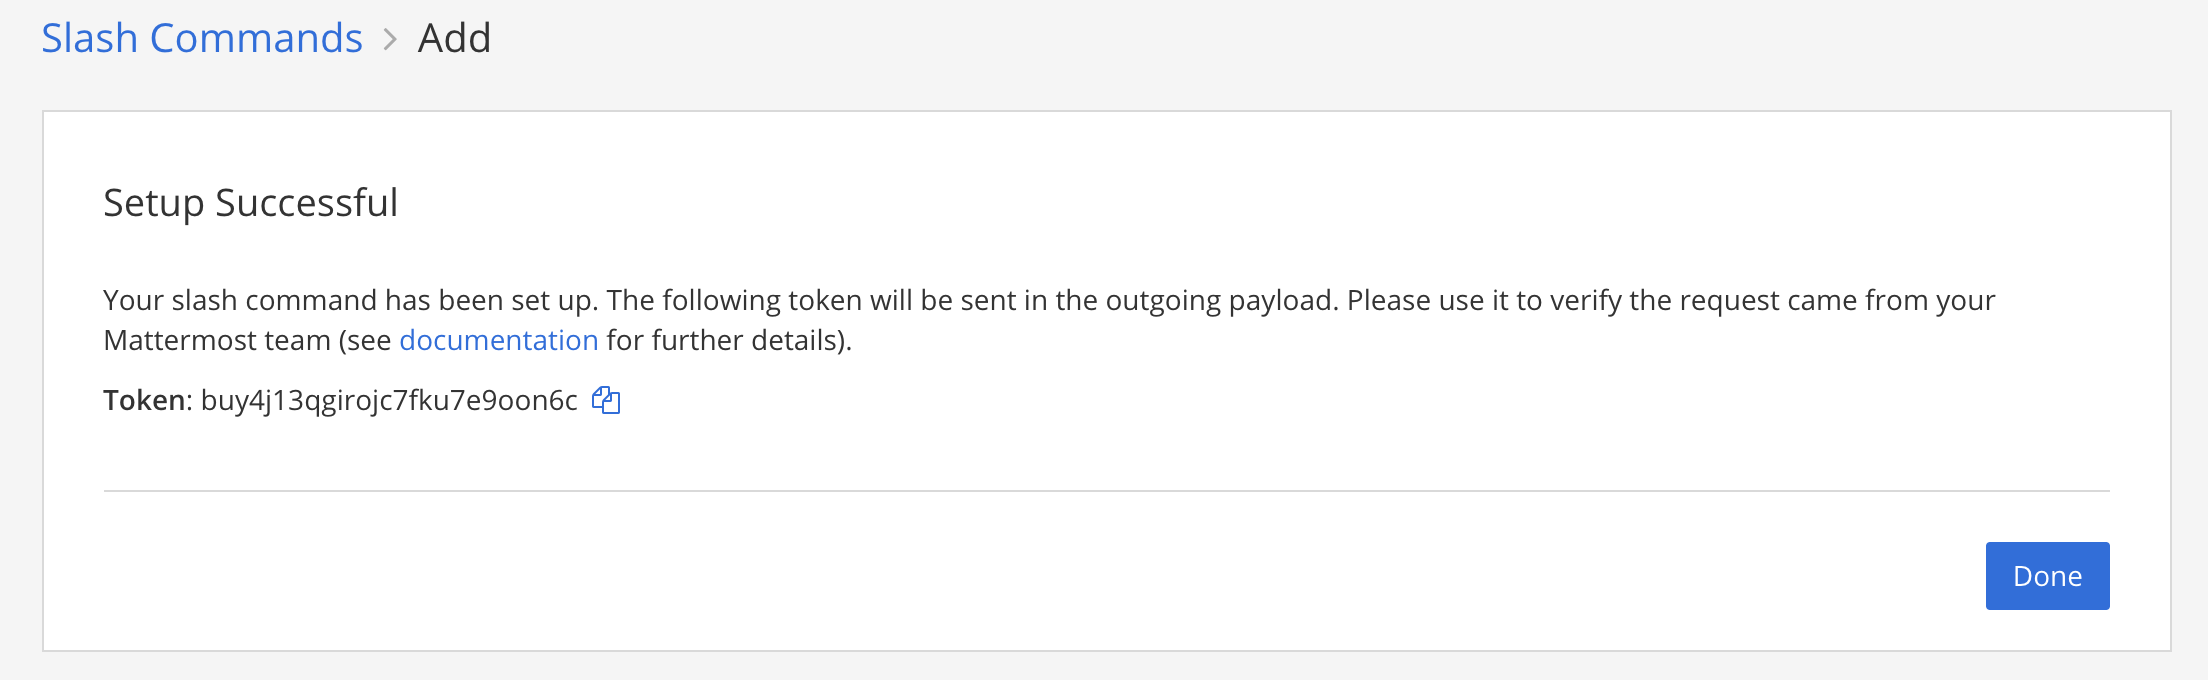 Slash Commands > Add
Setup Successful
Your slash command has been set up. The following token will be sent in the outgoing payload. Please use it to verify the request came from your
Mattermost team (see documentation for further details).
Token: buy4j13qgirojc7fku7e9oon6c
Done